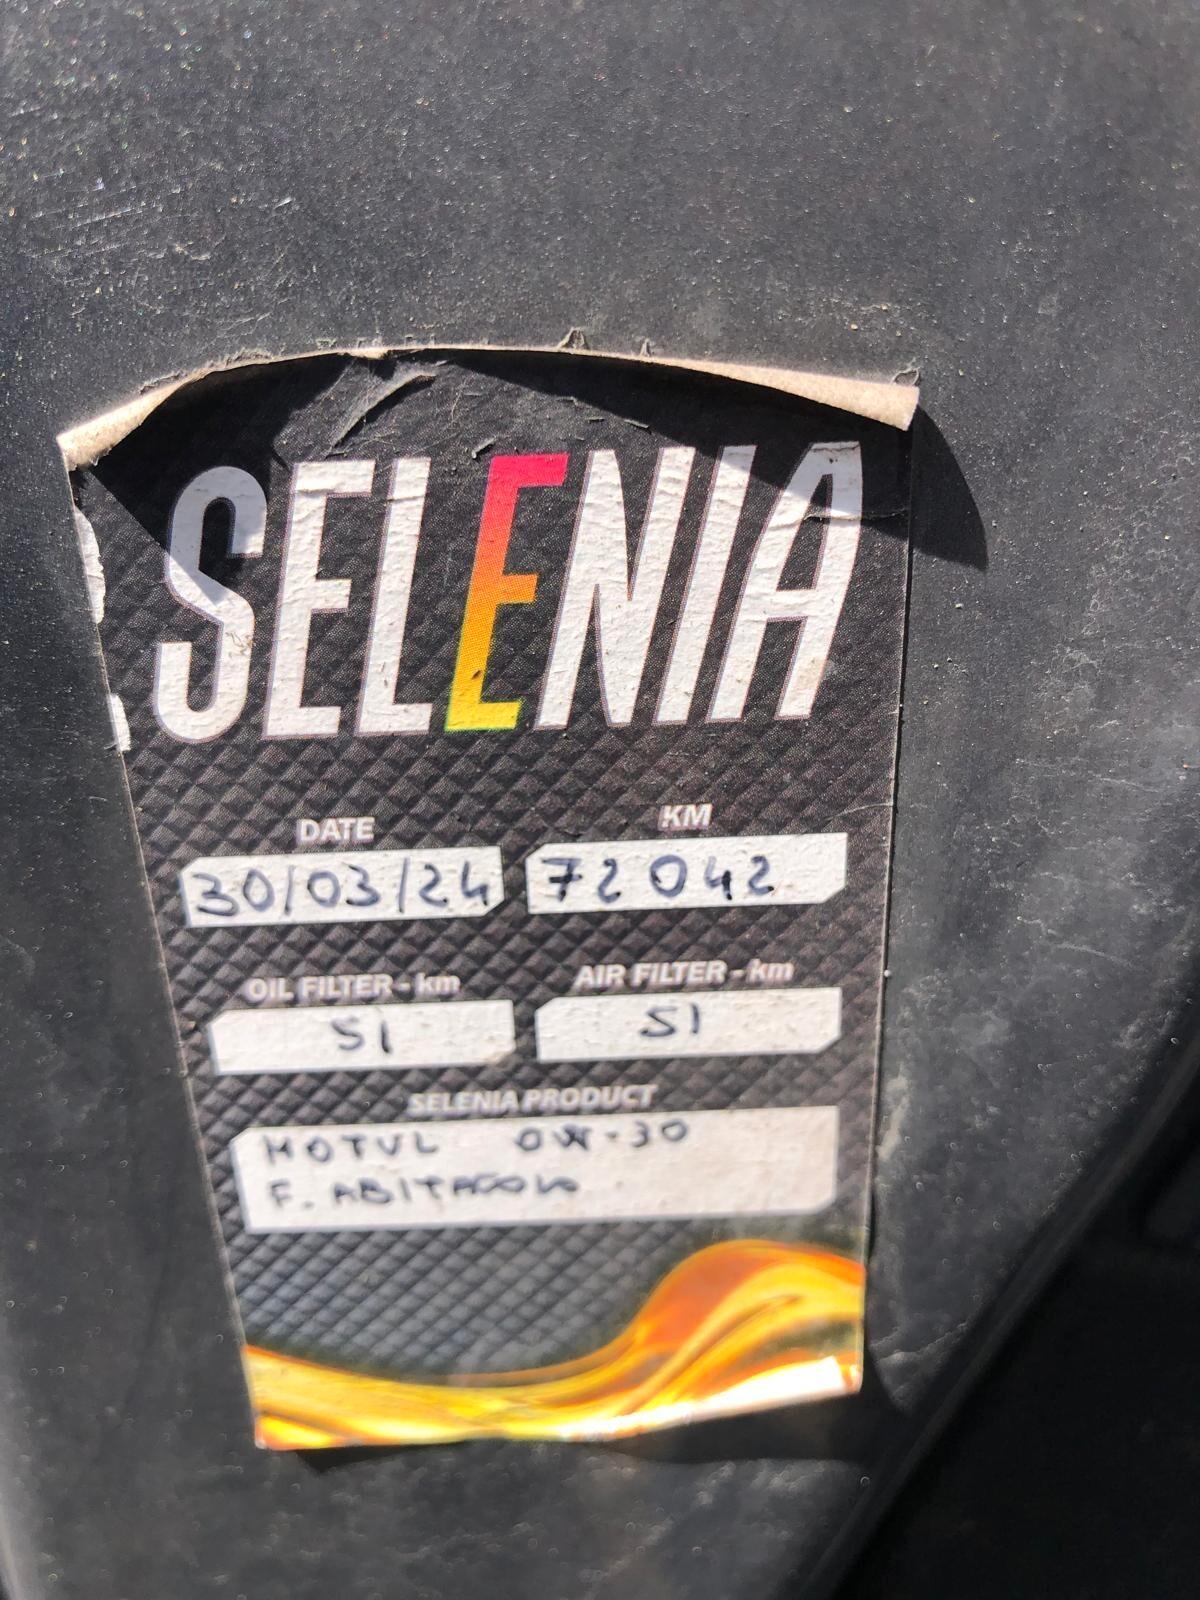 SELENIA
DATE KM
30/03/24 72042
OIL FILTER - km AIR FILTER - km
SI SI
SELENIA PRODUCT
MOTUL 0W-30
F. ABITACOLO